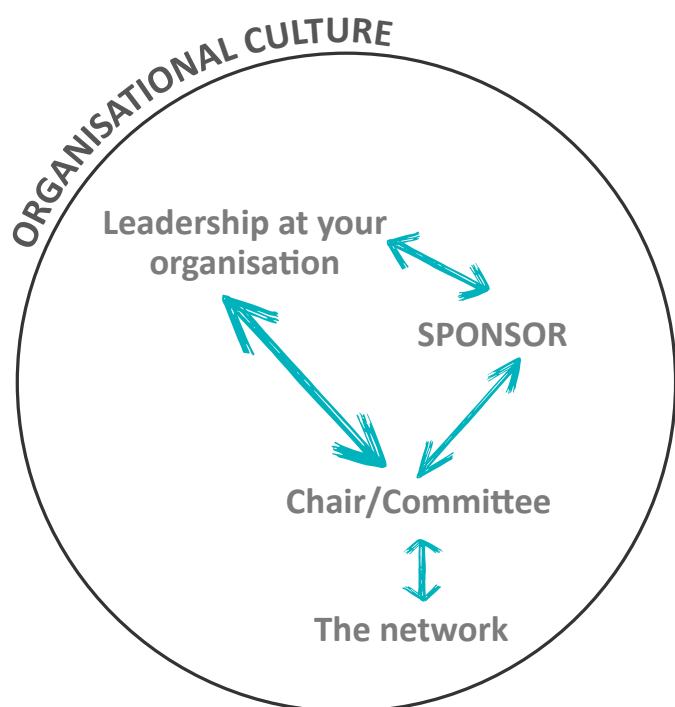 ORGANISATIONAL CULTURE
Leadership at your
organisation
SPONSOR
Chair/Committee
The network